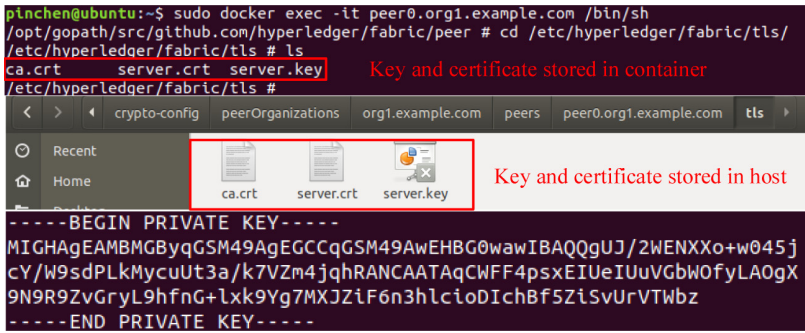 pinchen@ubuntu:~$ sudo docker exec -it peer0.org1.example.com /bin/sh
/opt/gopath/src/github.com/hyperledger/fabric/peer # cd /etc/hyperledger/fabric/tls/
/etc/hyperledger/fabric/tls # ls
ca.crt server.crt server.key Key and certificate stored in container
/etc/hyperledger/fabric/tls #
crypto-config peerOrganizations org1.example.com peers peer0.org1.example.com tls
Recent
Home
ca.crt server.crt server.key Key and certificate stored in host
-----BEGIN PRIVATE KEY-----
MIGHAgEAMBMGByqGSM49AgEGCCqGSM49AwEHBG0wawIBAQQgUJ/2WENXXo+w045j
cY/W9sdPLkMycuUt3a/k7VZm4jqhRANCAATAqCWFF4psxEIUeIUuVGbWOfyLAOgX
9N9R9ZvGryL9hfnG+lxk9Yg7MXJZiF6n3hlcioDIchBf5ZiSvUrVTWbz
-----END PRIVATE KEY-----